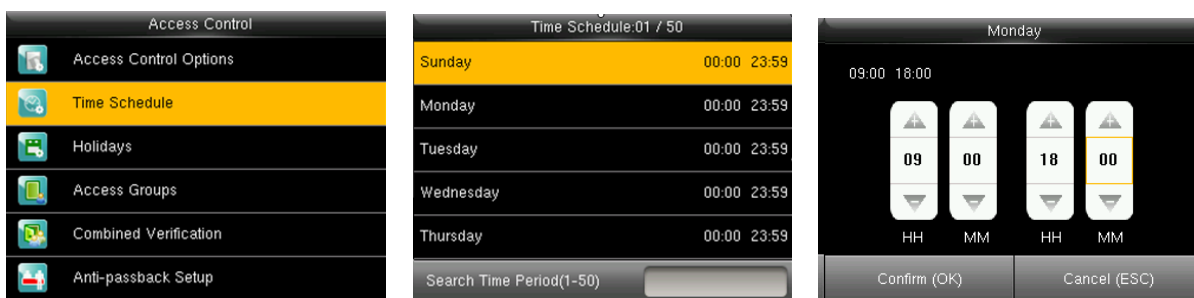 Access Control
Access Control Options
Time Schedule
Holidays
Access Groups
Combined Verification
Anti-passback Setup
Time Schedule:01 / 50
Sunday 00:00 23:59
Monday 00:00 23:59
Tuesday 00:00 23:59
Wednesday 00:00 23:59
Thursday 00:00 23:59
Search Time Period(1-50)
Monday
09:00 18:00
09 00 18 00
HH MM HH MM
Confirm (OK) Cancel (ESC)